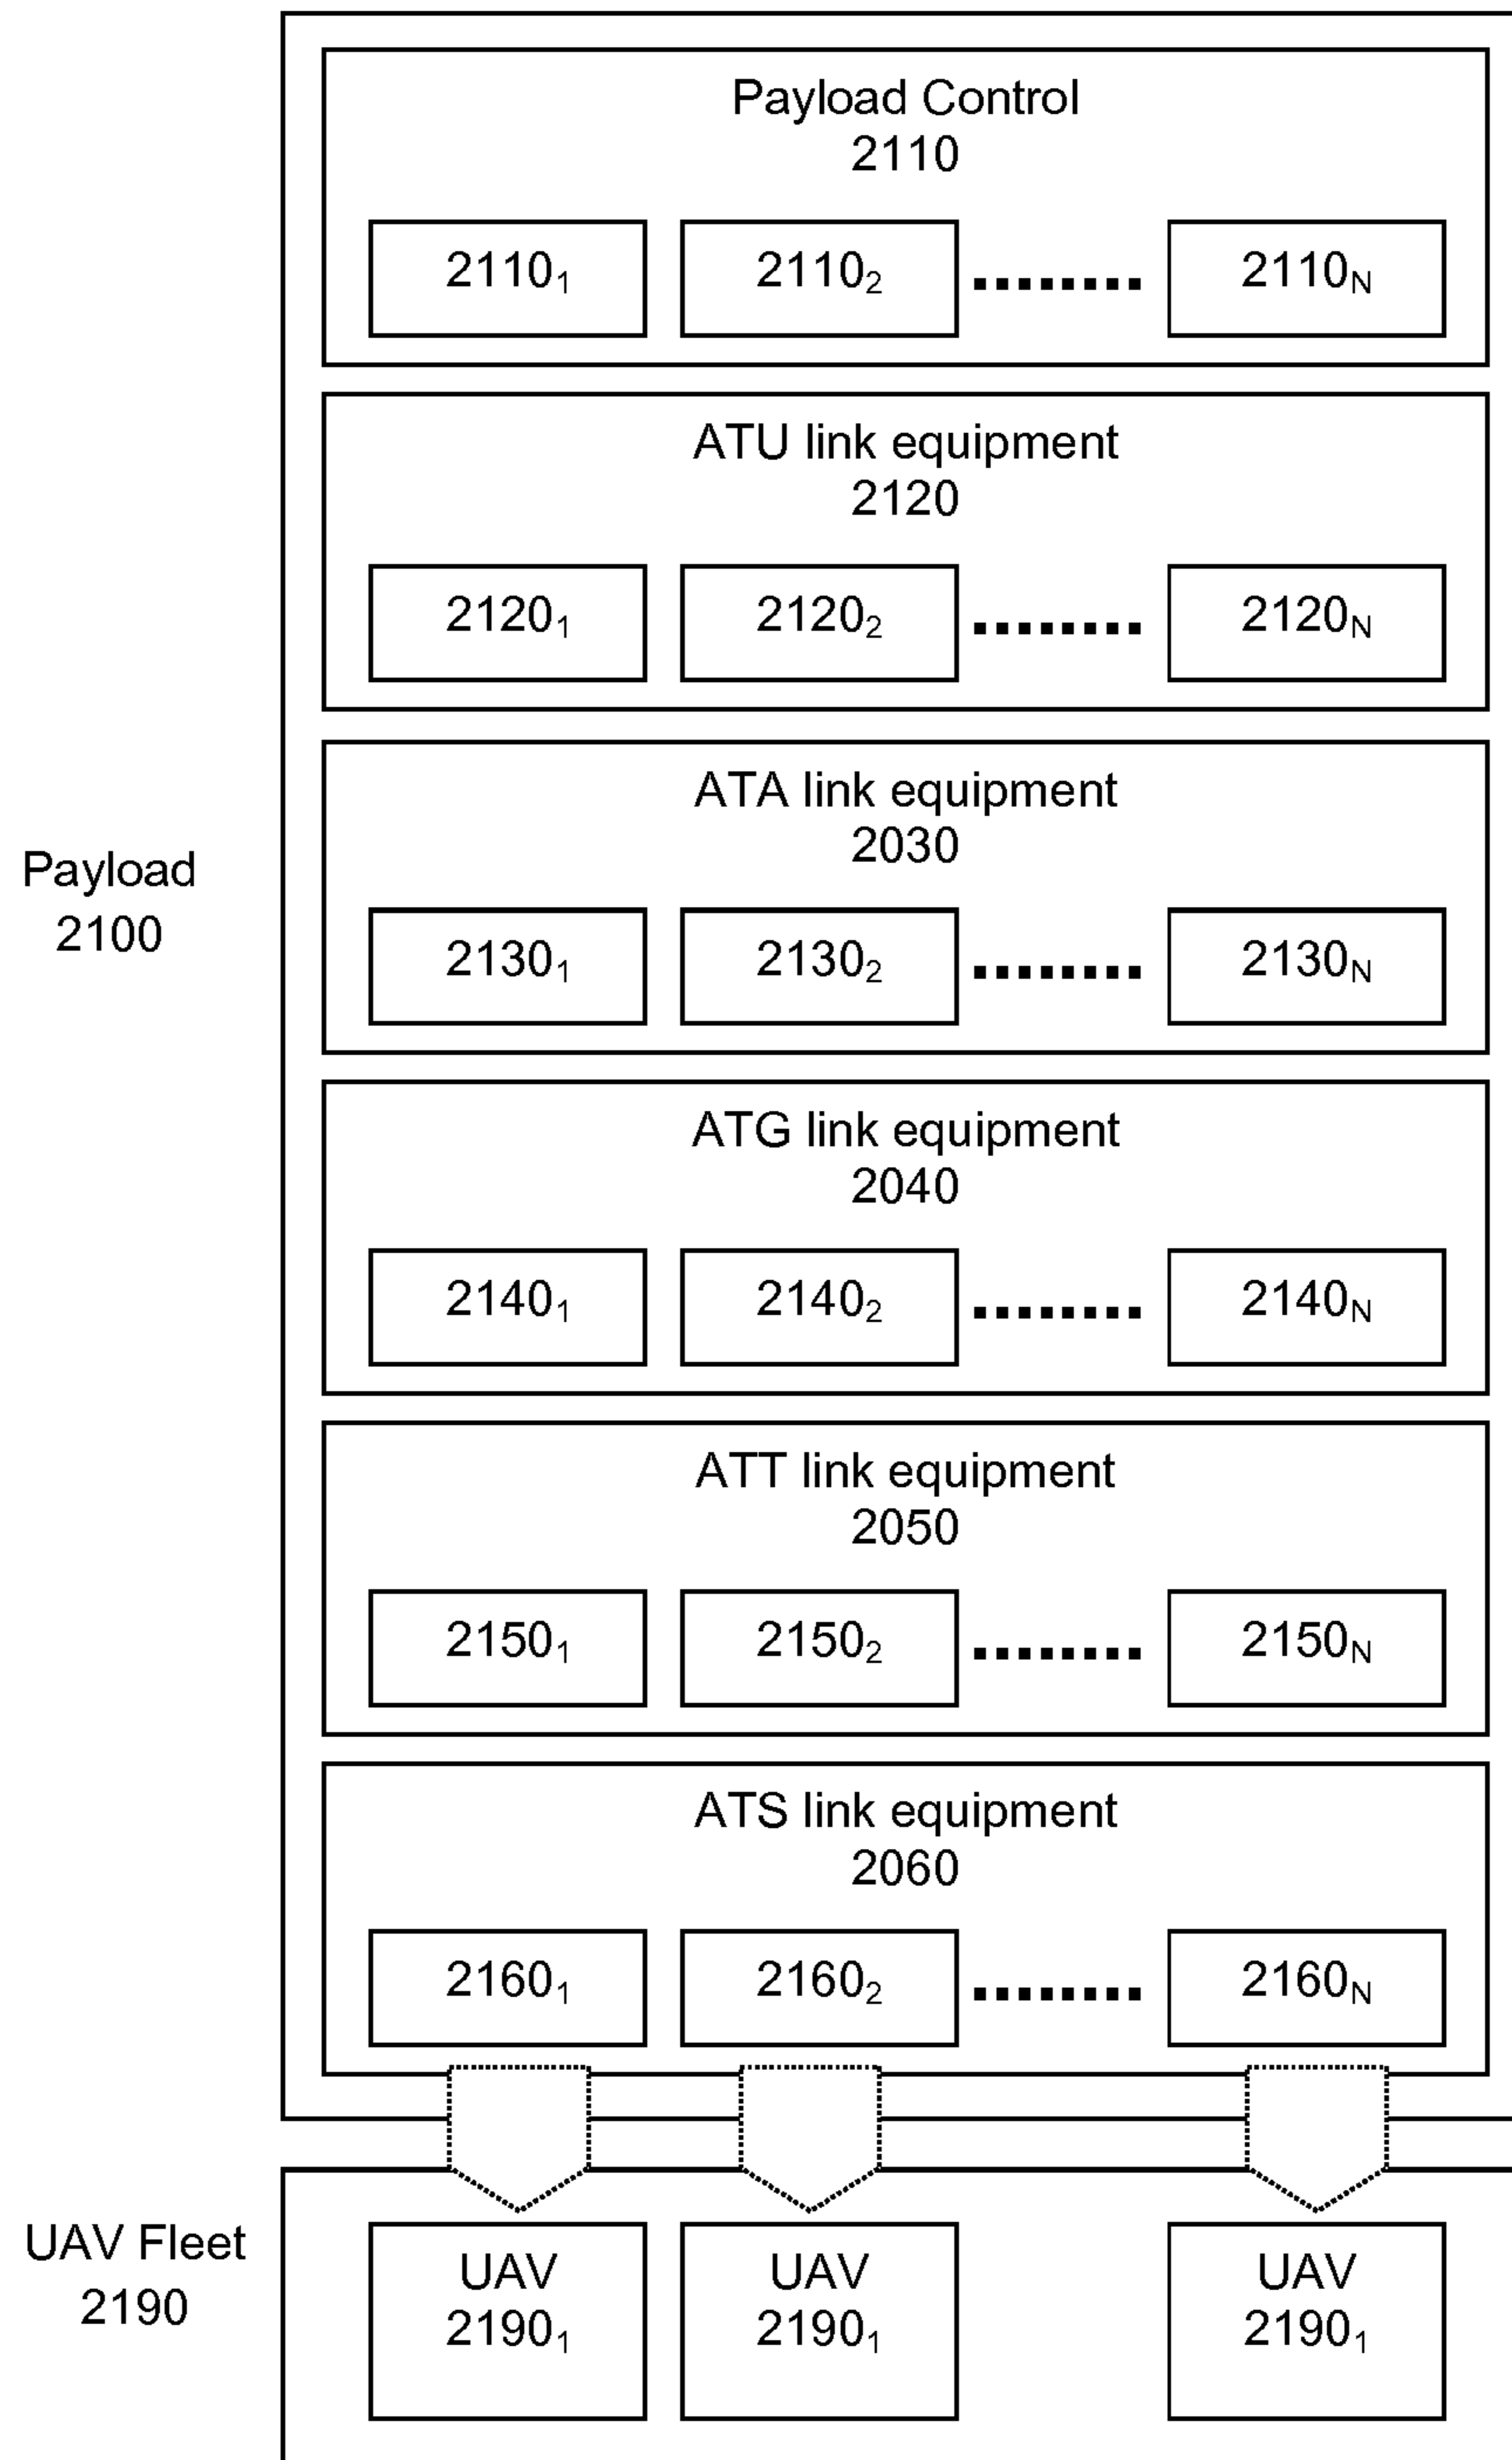 Payload Control
2110
2110₁ 2110₂ 2110N
ATU link equipment
2120
2120₁ 2120₂ 2120N
ATA link equipment
2030
2130₁ 2130₂ 2130N
Payload
2100
ATG link equipment
2040
2140₁ 2140₂ 2140N
ATT link equipment
2050
2150₁ 2150₂ 2150N
ATS link equipment
2060
2160₁ 2160₂ 2160N
UAV Fleet
2190
UAV UAV UAV
2190₁ 2190₁ 2190₁